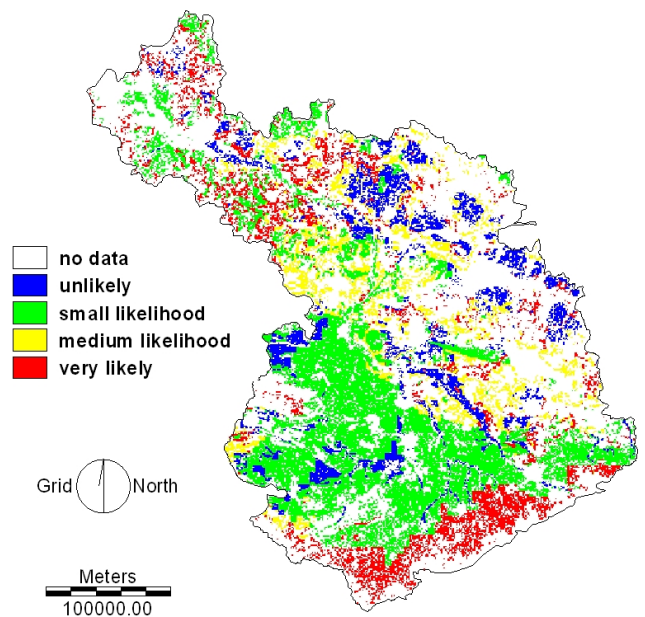 no data
unlikely
small likelihood
medium likelihood
very likely
Grid North
Meters
100000.00